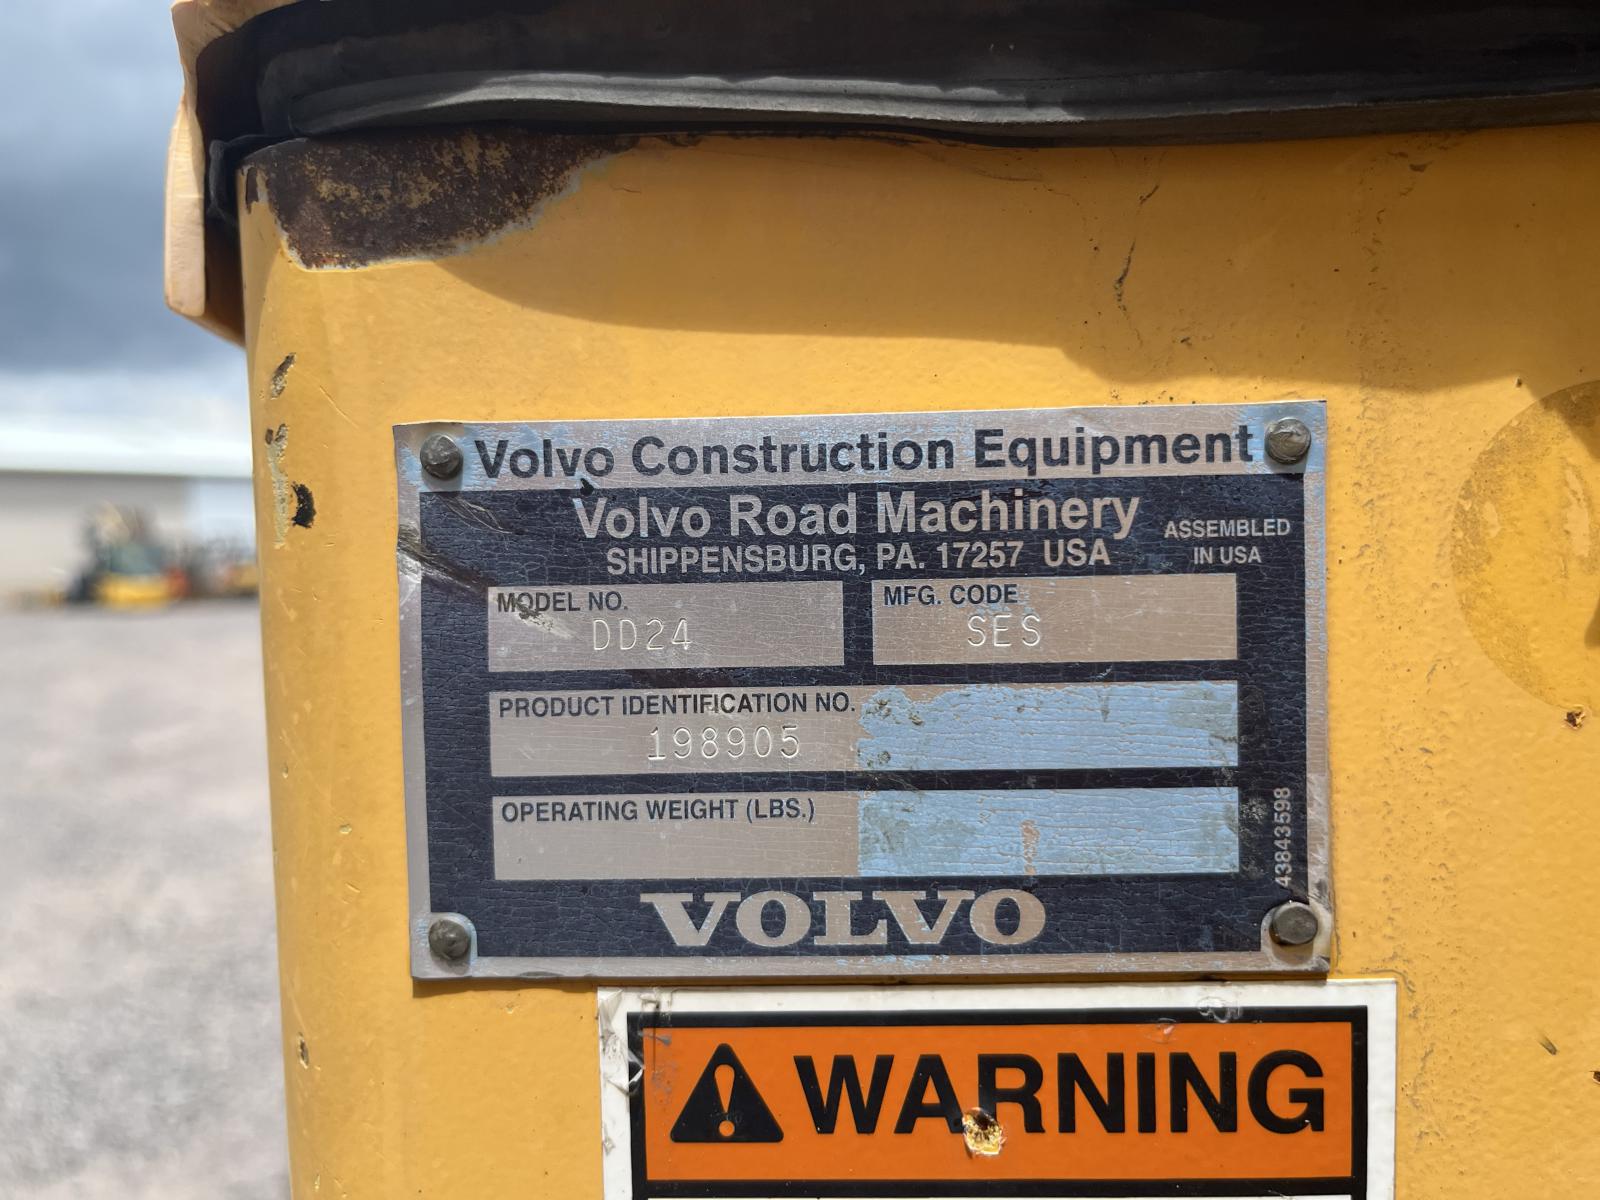 Volvo Construction Equipment
Volvo Road Machinery
SHIPPENSBURG, PA. 17257 USA
ASSEMBLED
IN USA
MODEL NO.
DD24
MFG. CODE
SES
PRODUCT IDENTIFICATION NO.
198905
OPERATING WEIGHT (LBS.)
43843598
VOLVO
WARNING